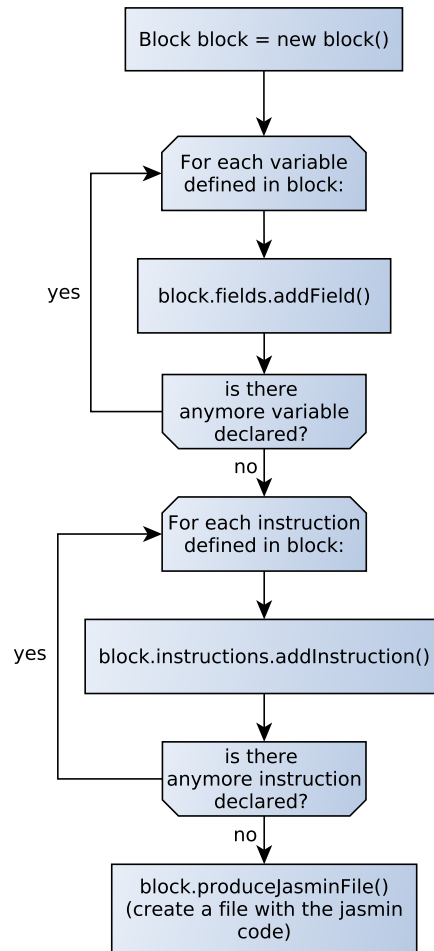 Block block = new block()
For each variable
defined in block:
yes
block.fields.addField()
is there
anymore variable
declared?
no
For each instruction
defined in block:
yes
block.instructions.addInstruction()
is there
anymore instruction
declared?
no
block.produceJasminFile()
(create a file with the jasmin
code)